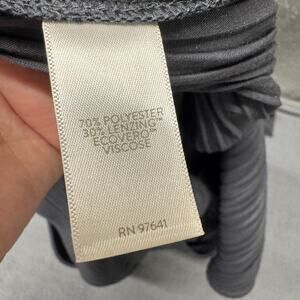 70% POLYESTER
30% LENZING™
ECOVERO™
VISCOSE
RN 97641